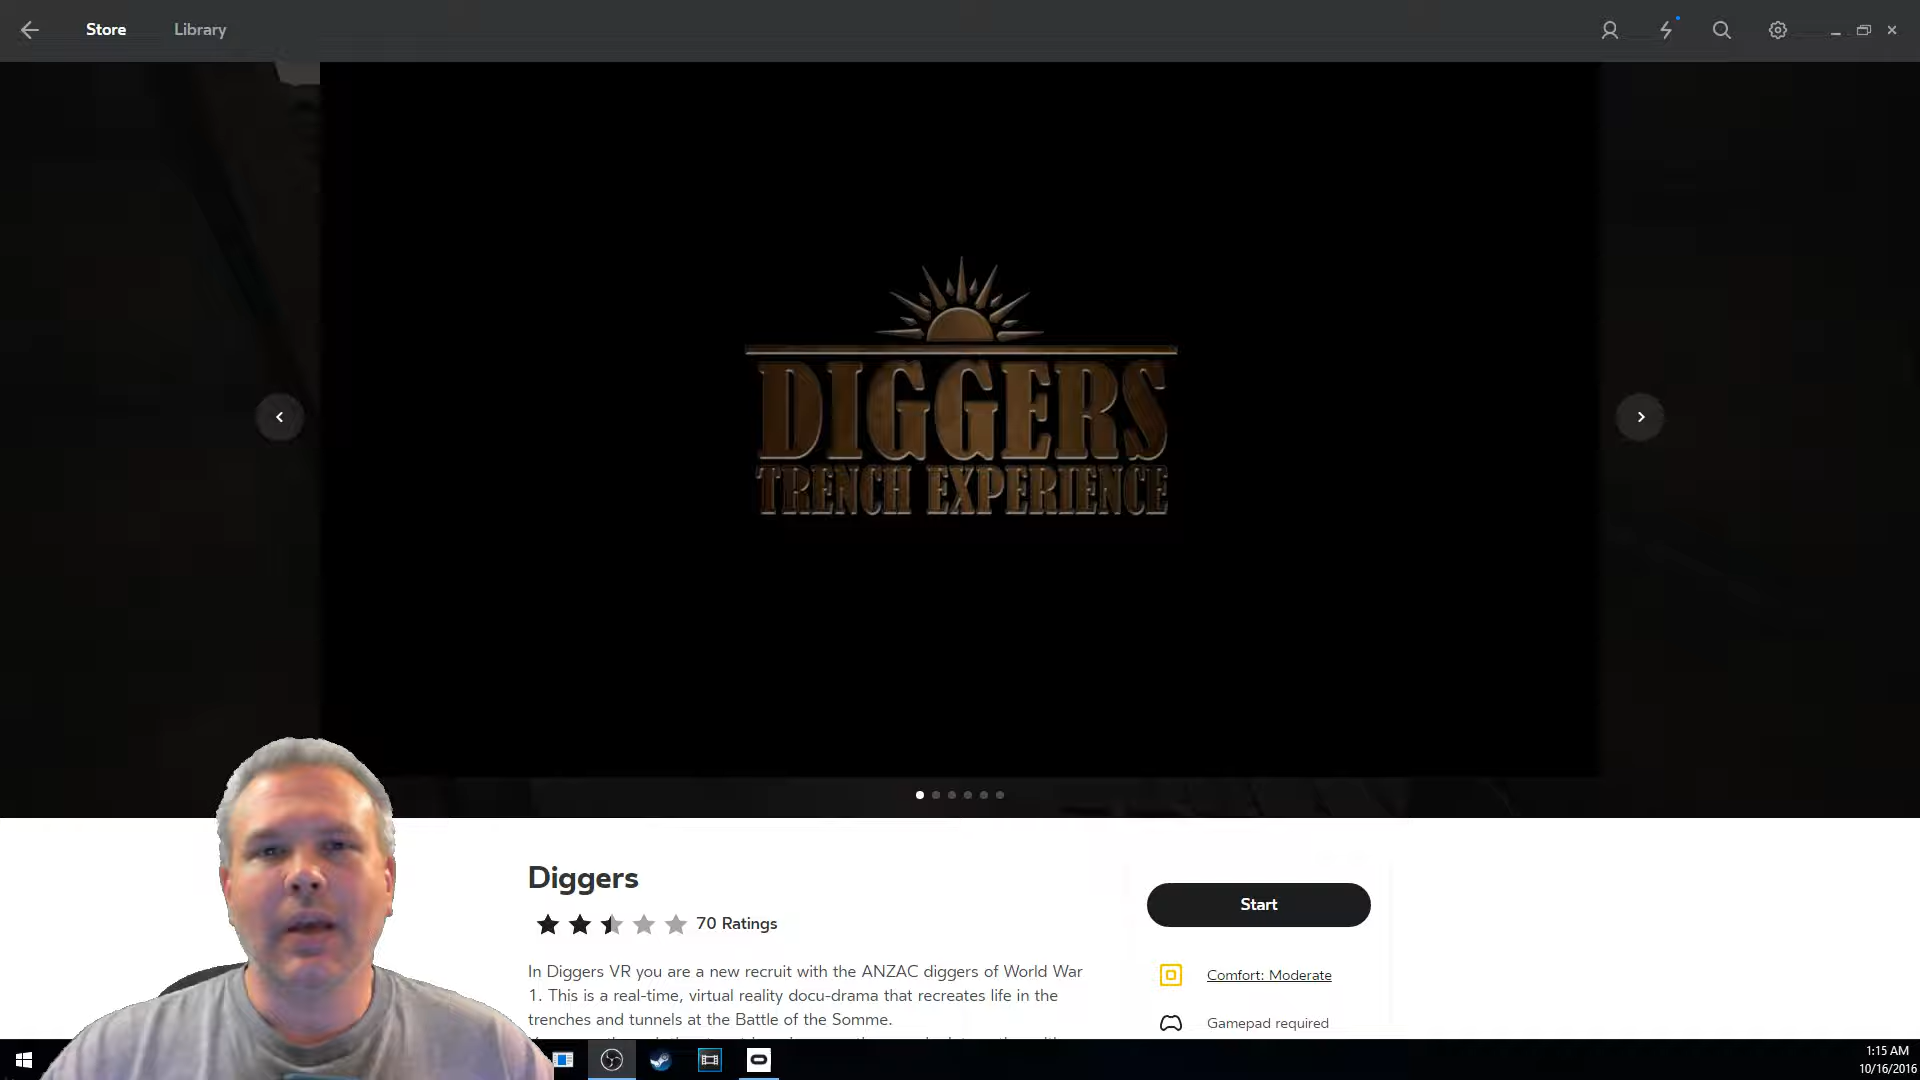 Store
Library
DIGGERS
TRENCH EXPERIENCE
Diggers
70 Ratings
In Diggers VR you are a new recruit with the ANZAC diggers of World War
1. This is a real-time, virtual reality docu-drama that recreates life in the
trenches and tunnels at the Battle of the Somme.
Start
Comfort: Moderate
Gamepad required
1:15 AM
10/16/2016